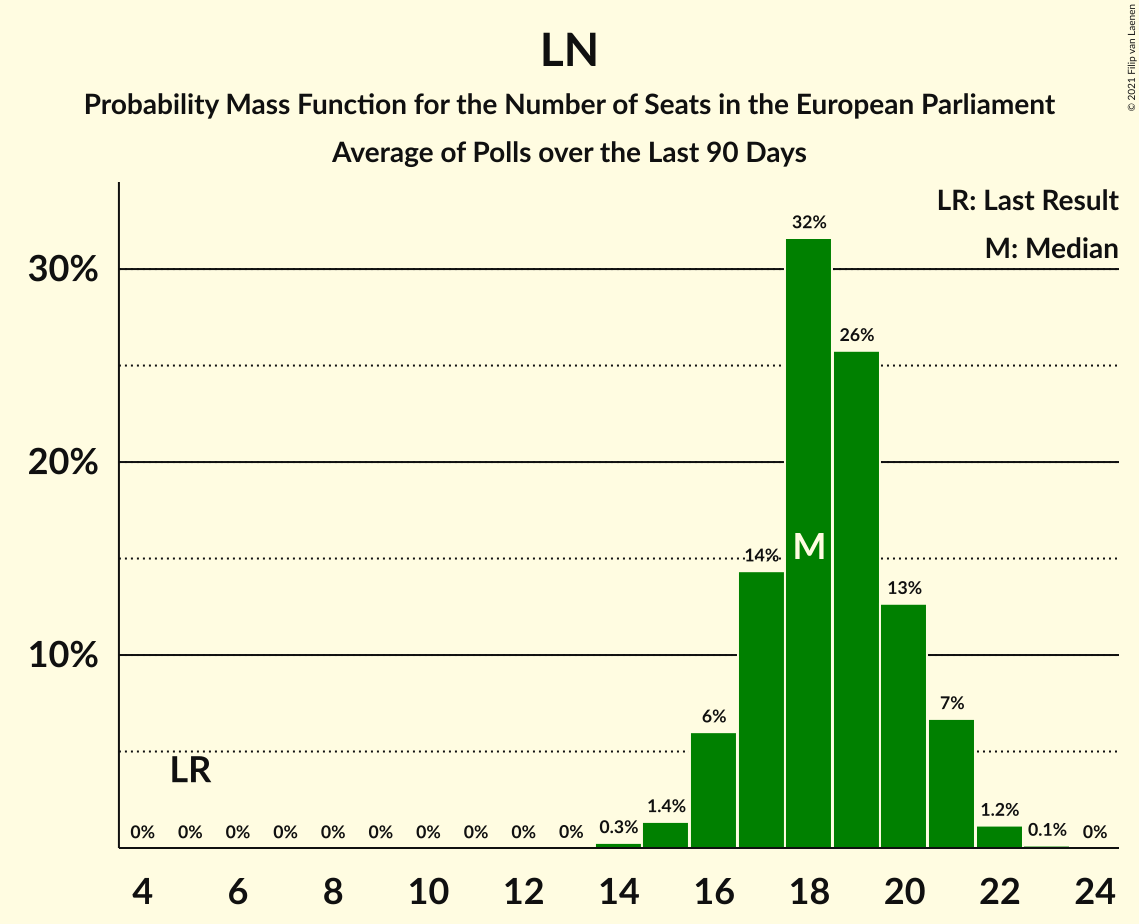 LN
Probability Mass Function for the Number of Seats in the European Parliament
Average of Polls over the Last 90 Days
© 2021 Filip van Laenen
LR: Last Result
M: Median
30%
20%
10%
32%
26%
14%
M
13%
6%
7%
LR
0% 0% 0% 0% 0% 0% 0% 0% 0% 0% 0.3% 1.4% 1.2% 0.1% 0%
4 6 8 10 12 14 16 18 20 22 24